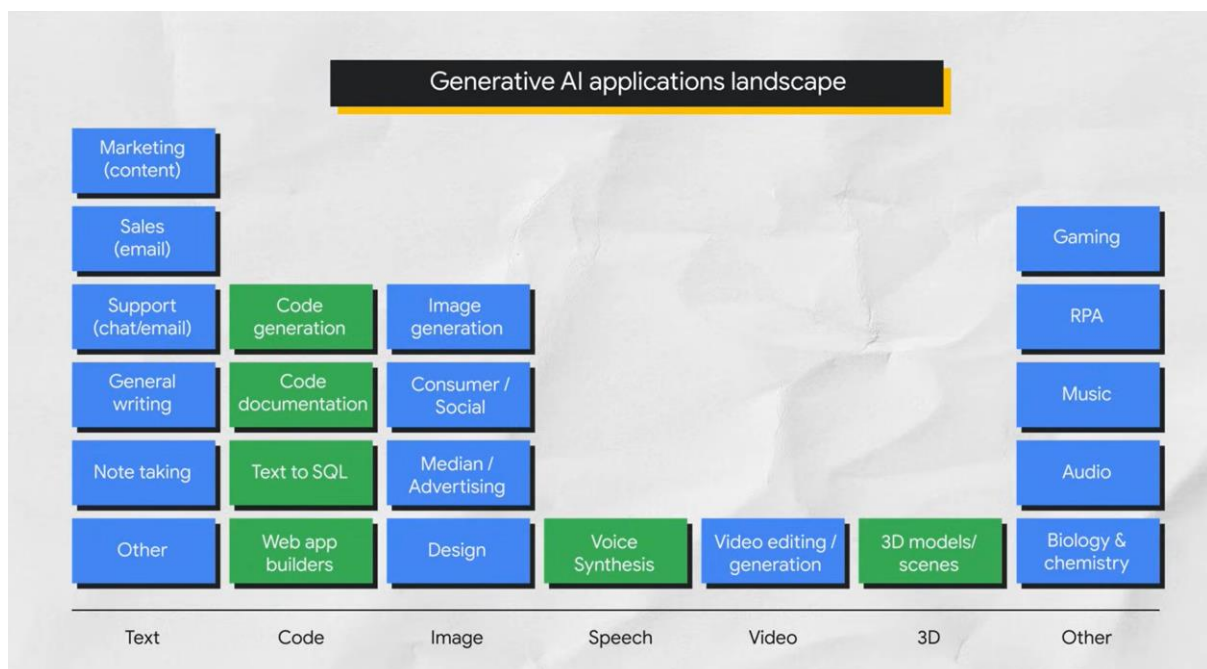 Generative AI applications landscape
Marketing
(content)
Sales
(email)
Gaming
Support
(chat/email)
Code
generation
Image
generation
RPA
General
writing
Code
documentation
Consumer /
Social
Music
Note taking
Text to SQL
Median /
Advertising
Audio
Other
Web app
builders
Design
Voice
Synthesis
Video editing /
generation
3D models/
scenes
Biology &
chemistry
Text
Code
Image
Speech
Video
3D
Other